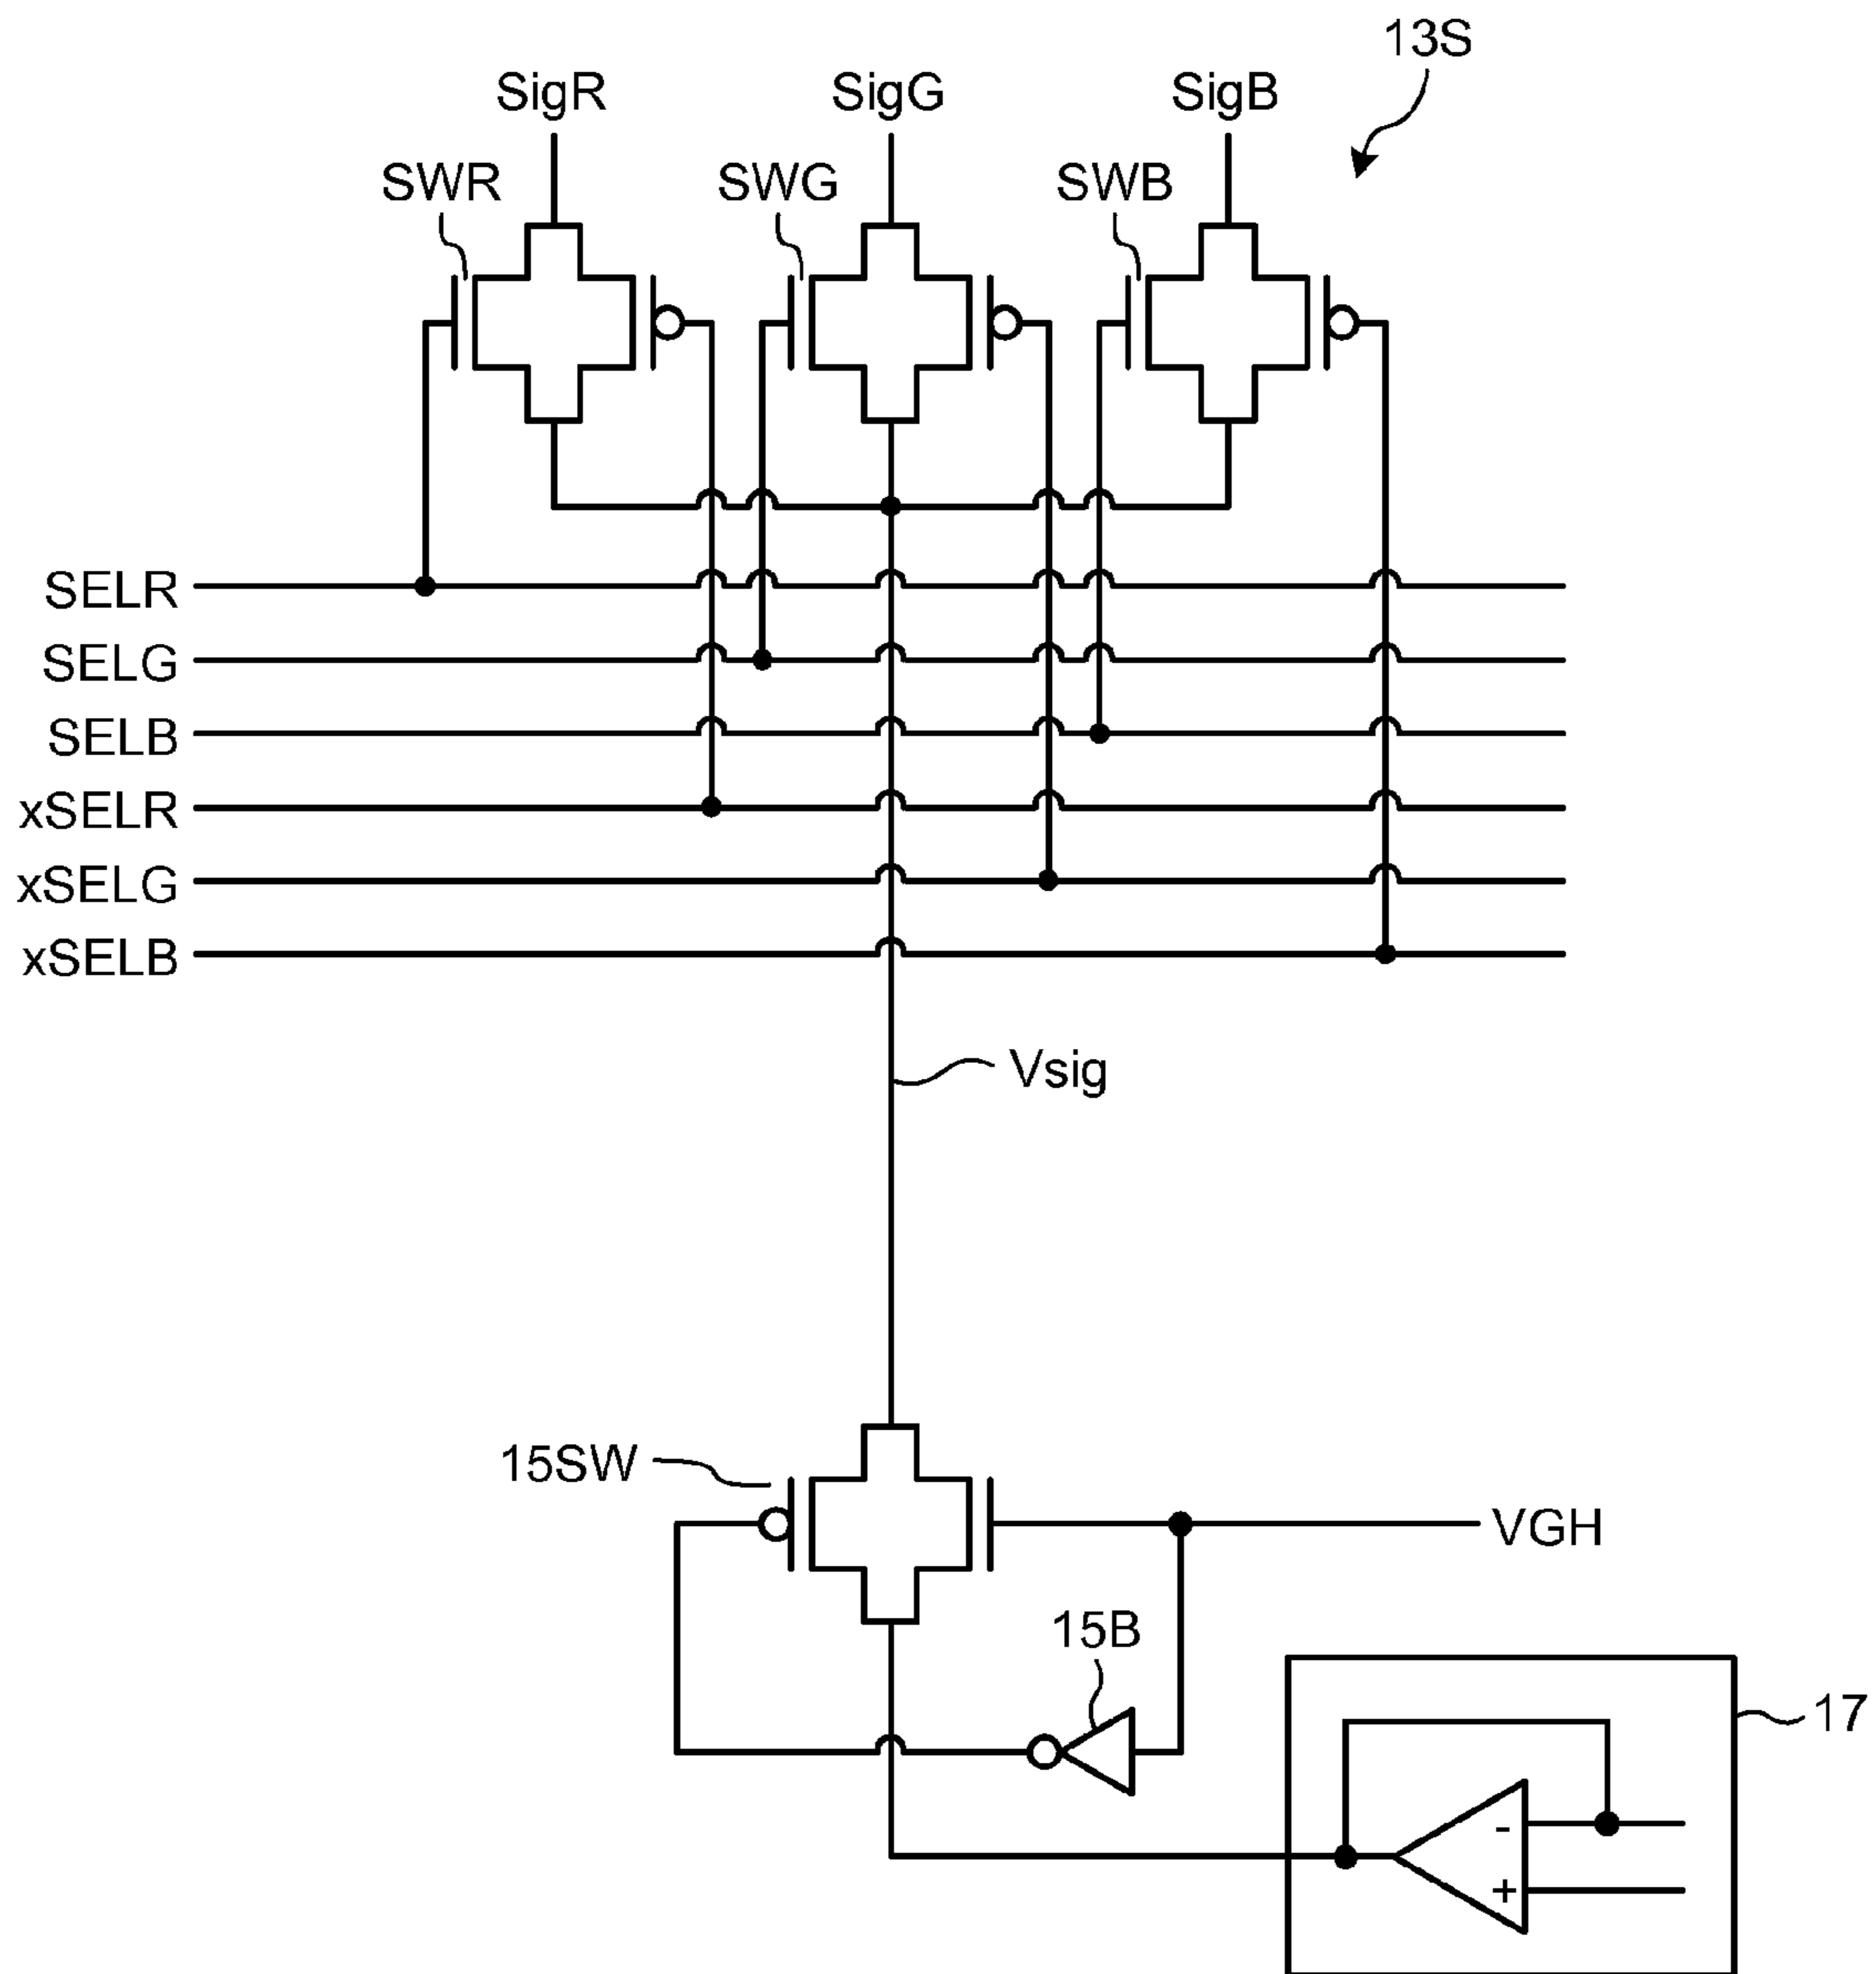 13S
SigR SigG SigB
SWR SWG SWB
SELR
SELG
SELB
xSELR
xSELG
xSELB
Vsig
15SW
VGH
15B
17
-
+